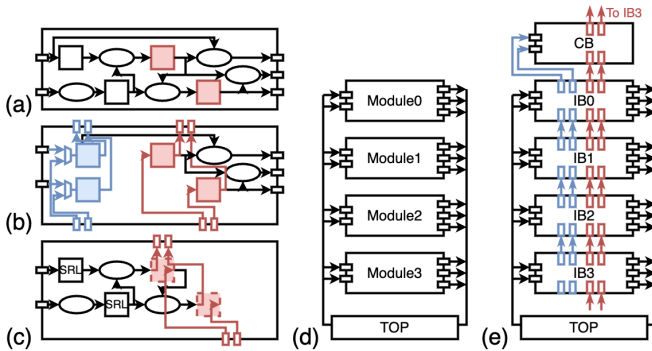 (a)
(b)
SRL
SRL
(c)
Module0
Module1
Module2
Module3
TOP
(d)
To IB3
CB
IB0
IB1
IB2
IB3
TOP
(e)